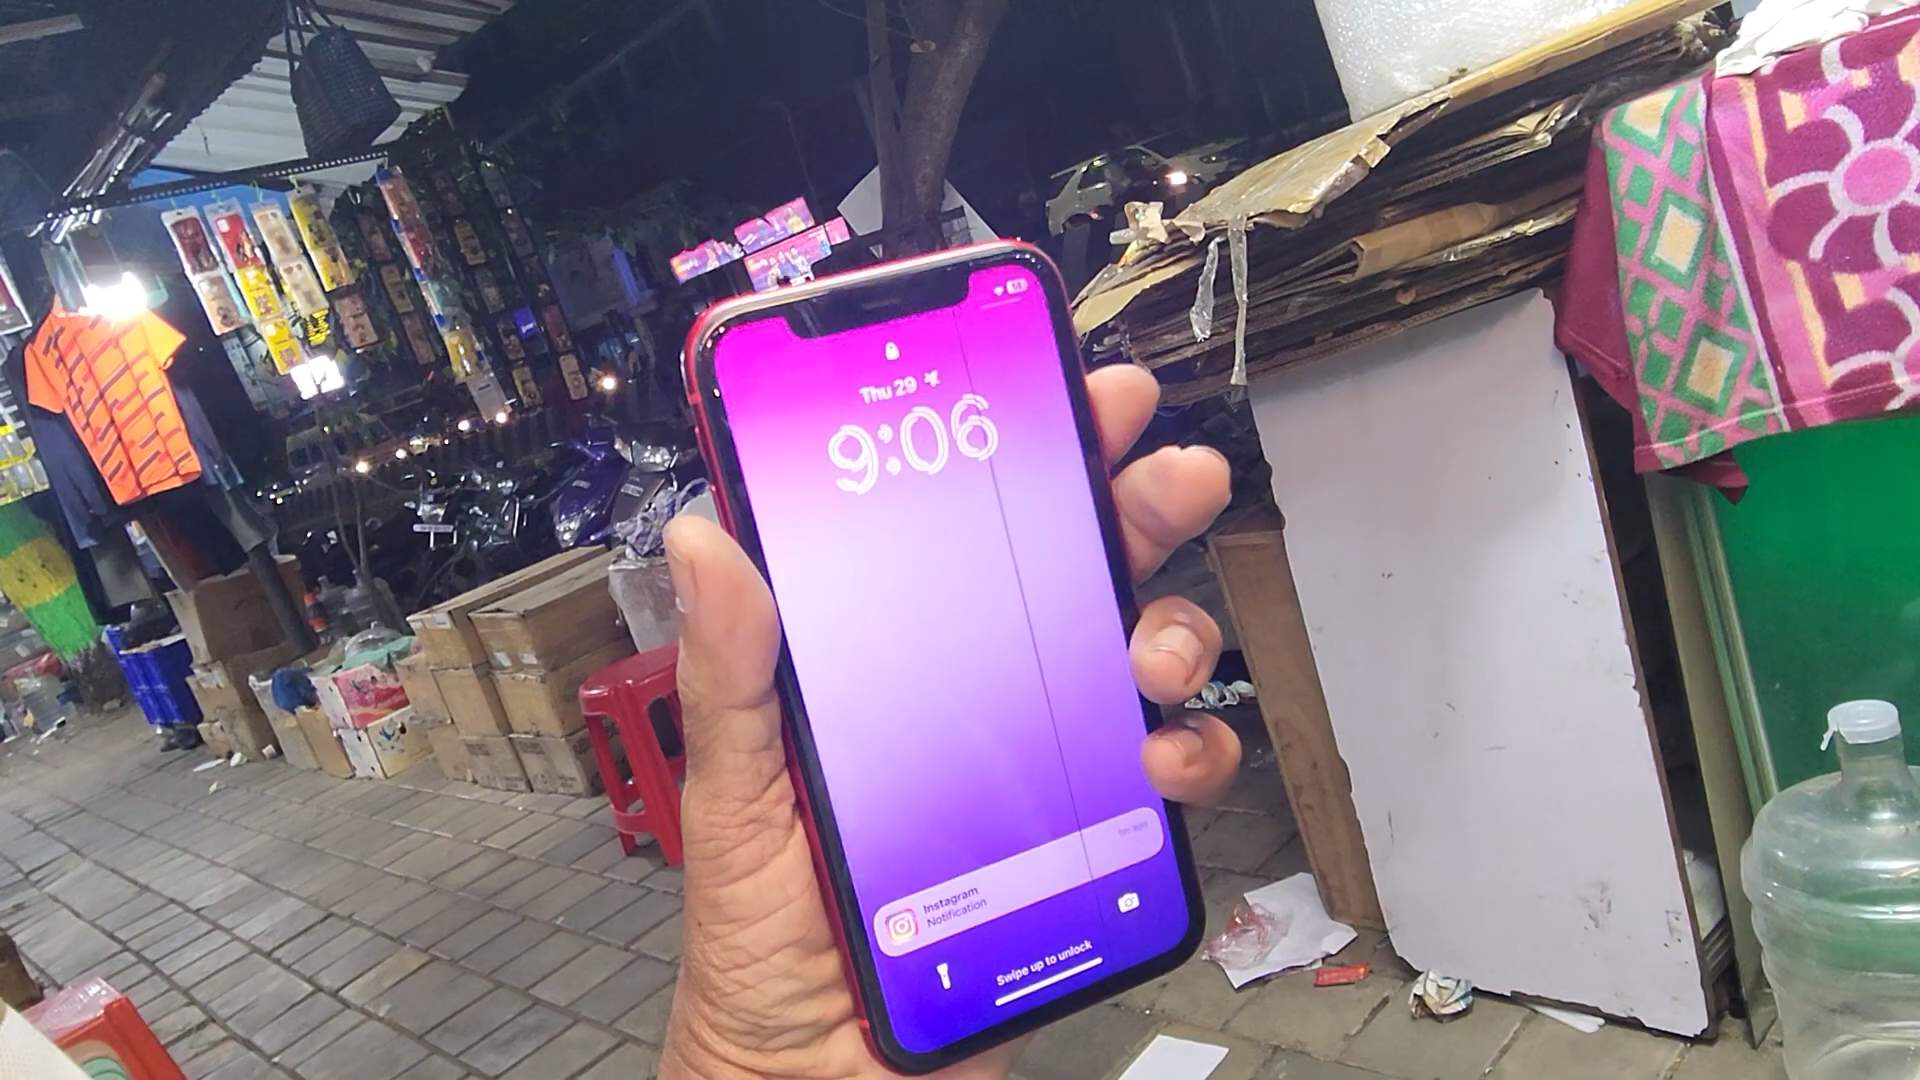 Thu 29
9:06
Instagram
Notification
Swipe up to unlock